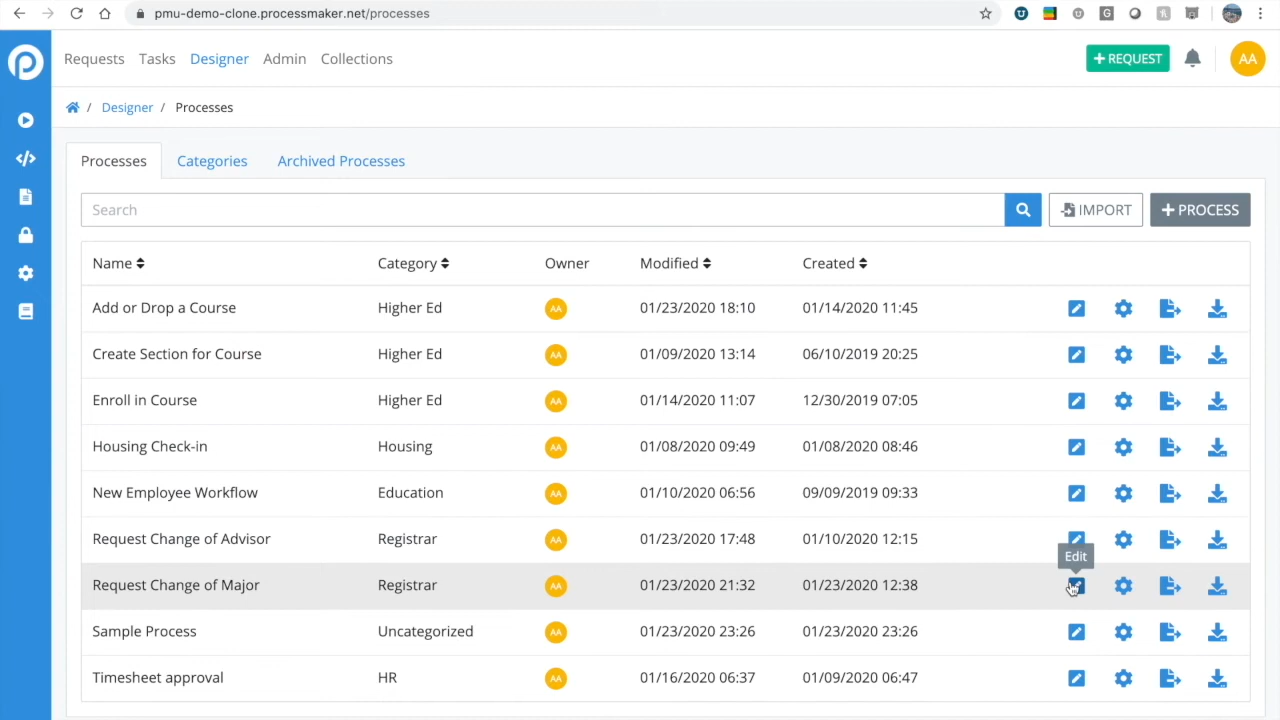 pmu-demo-clone.processmaker.net/processes
Requests Tasks Designer Admin Collections + REQUEST AA
/ Designer / Processes
Processes Categories Archived Processes
Search IMPORT + PROCESS
Name Category Owner Modified Created
Add or Drop a Course Higher Ed AA 01/23/2020 18:10 01/14/2020 11:45
Create Section for Course Higher Ed AA 01/09/2020 13:14 06/10/2019 20:25
Enroll in Course Higher Ed AA 01/14/2020 11:07 12/30/2019 07:05
Housing Check-in Housing AA 01/08/2020 09:49 01/08/2020 08:46
New Employee Workflow Education AA 01/10/2020 06:56 09/09/2019 09:33
Request Change of Advisor Registrar AA 01/23/2020 17:48 01/10/2020 12:15
Edit
Request Change of Major Registrar AA 01/23/2020 21:32 01/23/2020 12:38
Sample Process Uncategorized AA 01/23/2020 23:26 01/23/2020 23:26
Timesheet approval HR AA 01/16/2020 06:37 01/09/2020 06:47